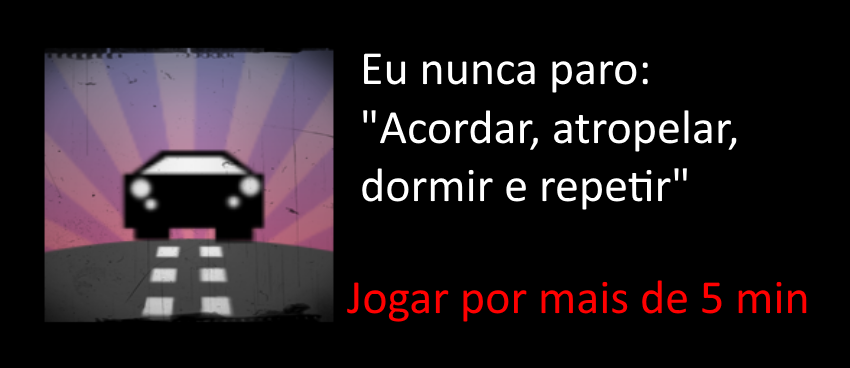 Eu nunca paro:
"Acordar, atropelar,
dormir e repetir"
Jogar por mais de 5 min